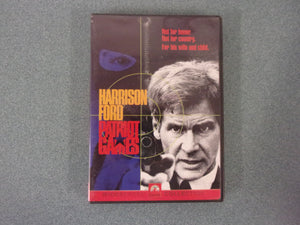 Not for honor.
Not for country.
For his wife and child.
HARRISON
FORD
PATRIOT
GAMES